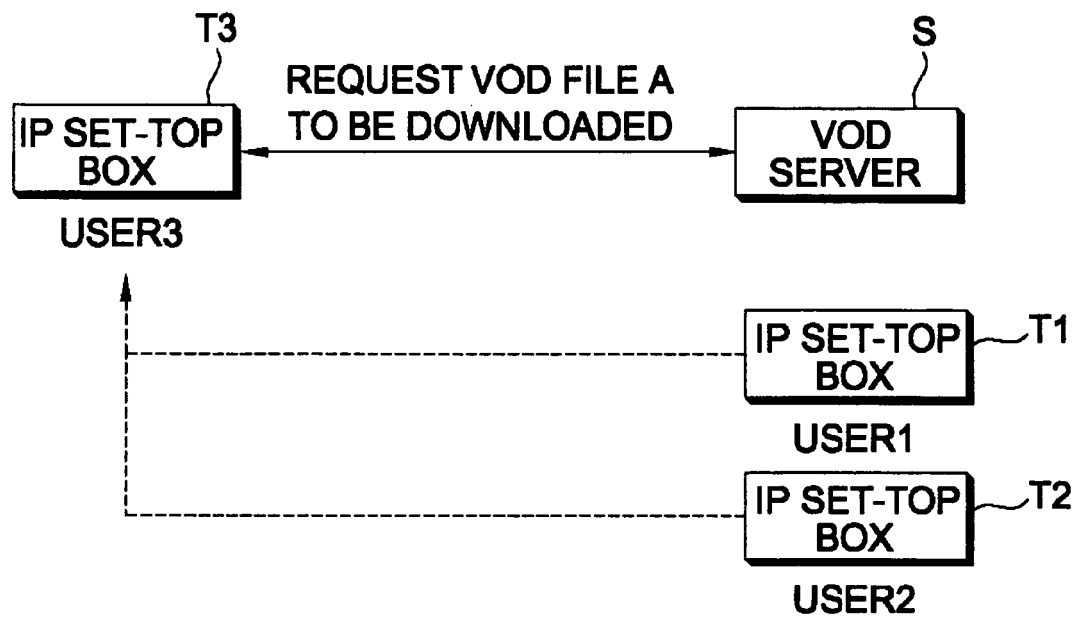 T3
S
REQUEST VOD FILE A
TO BE DOWNLOADED
IP SET-TOP
BOX
VOD
SERVER
USER3
IP SET-TOP
BOX
T1
USER1
IP SET-TOP
BOX
T2
USER2